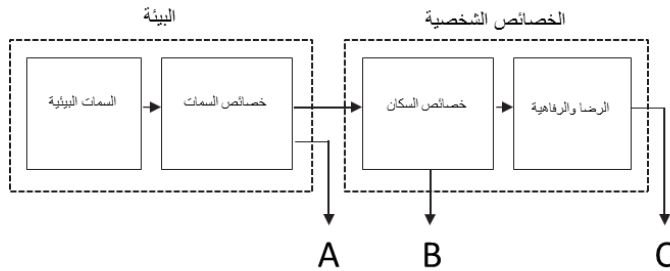 البيئة
الخصائص الشخصية
السمات البيئية
خصائص السمات
خصائص السكان
الرضا والرفاهية
A
B
C